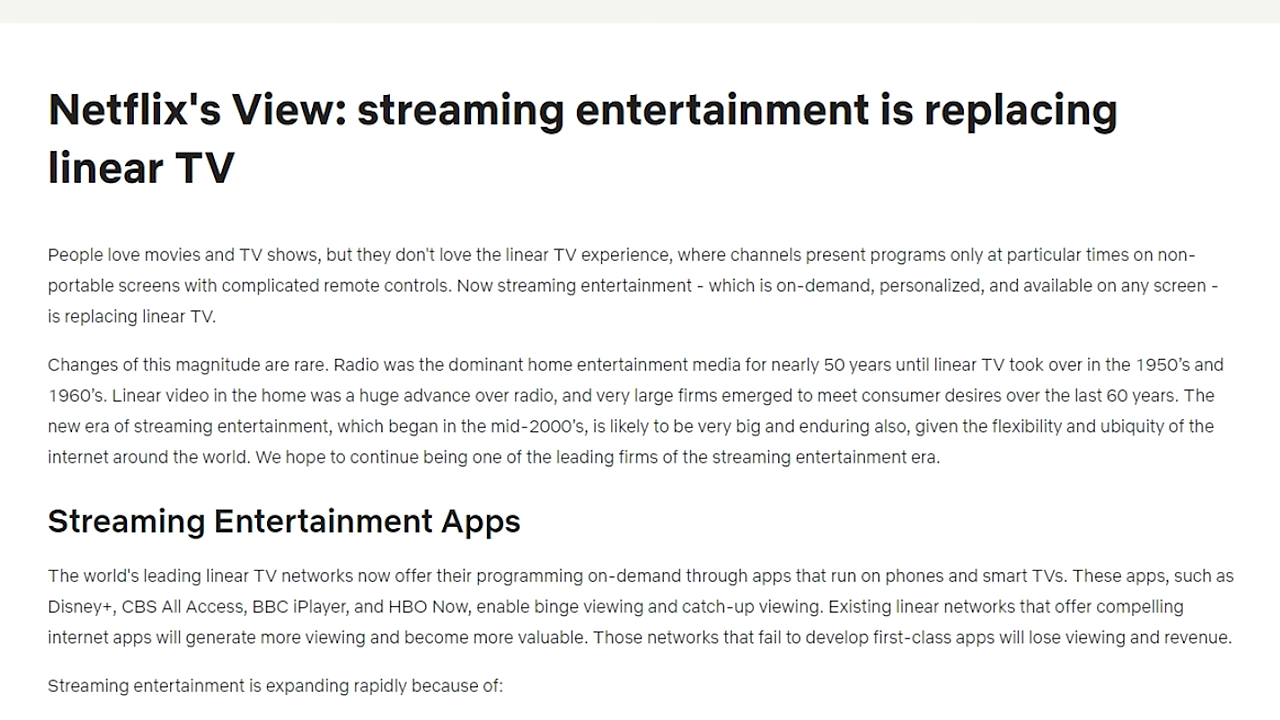 Netflix's View: streaming entertainment is replacing
linear TV
People love movies and TV shows, but they don't love the linear TV experience, where channels present programs only at particular times on non-
portable screens with complicated remote controls. Now streaming entertainment - which is on-demand, personalized, and available on any screen -
is replacing linear TV.
Changes of this magnitude are rare. Radio was the dominant home entertainment media for nearly 50 years until linear TV took over in the 1950’s and
1960’s. Linear video in the home was a huge advance over radio, and very large firms emerged to meet consumer desires over the last 60 years. The
new era of streaming entertainment, which began in the mid-2000’s, is likely to be very big and enduring also, given the flexibility and ubiquity of the
internet around the world. We hope to continue being one of the leading firms of the streaming entertainment era.
Streaming Entertainment Apps
The world's leading linear TV networks now offer their programming on-demand through apps that run on phones and smart TVs. These apps, such as
Disney+, CBS All Access, BBC iPlayer, and HBO Now, enable binge viewing and catch-up viewing. Existing linear networks that offer compelling
internet apps will generate more viewing and become more valuable. Those networks that fail to develop first-class apps will lose viewing and revenue.
Streaming entertainment is expanding rapidly because of: